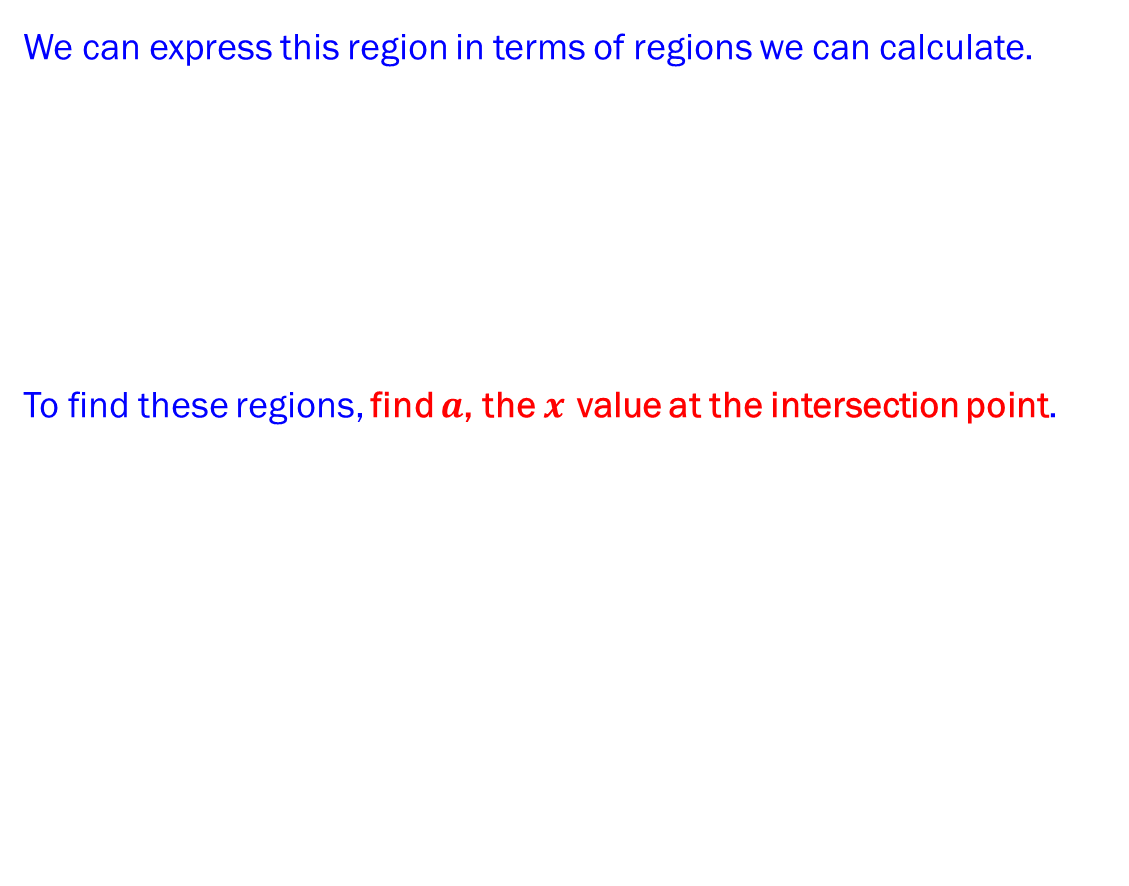 We can express this region in terms of regions we can calculate.
To find these regions, find a, the x value at the intersection point.